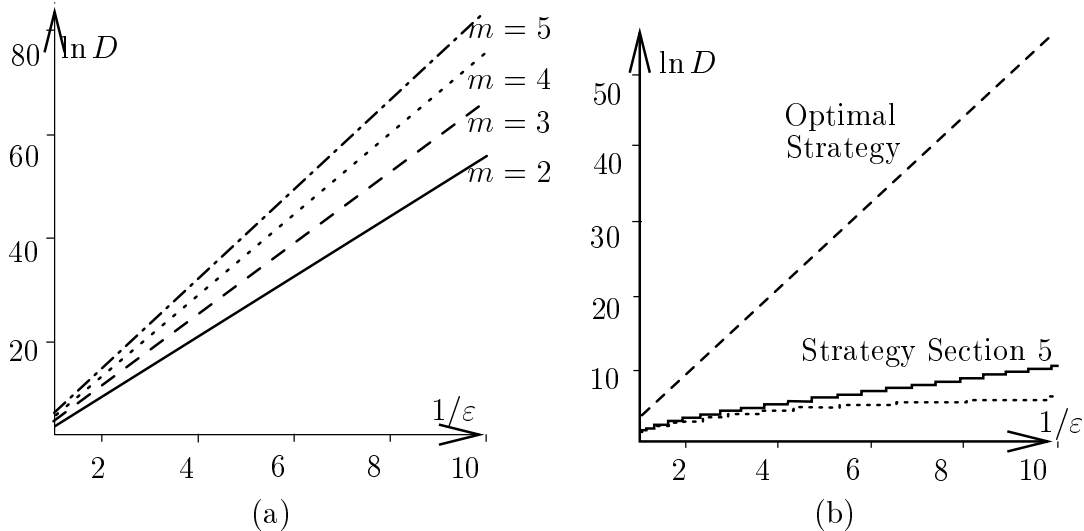 80
ln D
60
40
20
m = 5
m = 4
m = 3
m = 2
1/ε
2 4 6 8 10
(a)
ln D
50
40
30
20
10
Optimal
Strategy
Strategy Section 5
1/ε
2 4 6 8 10
(b)